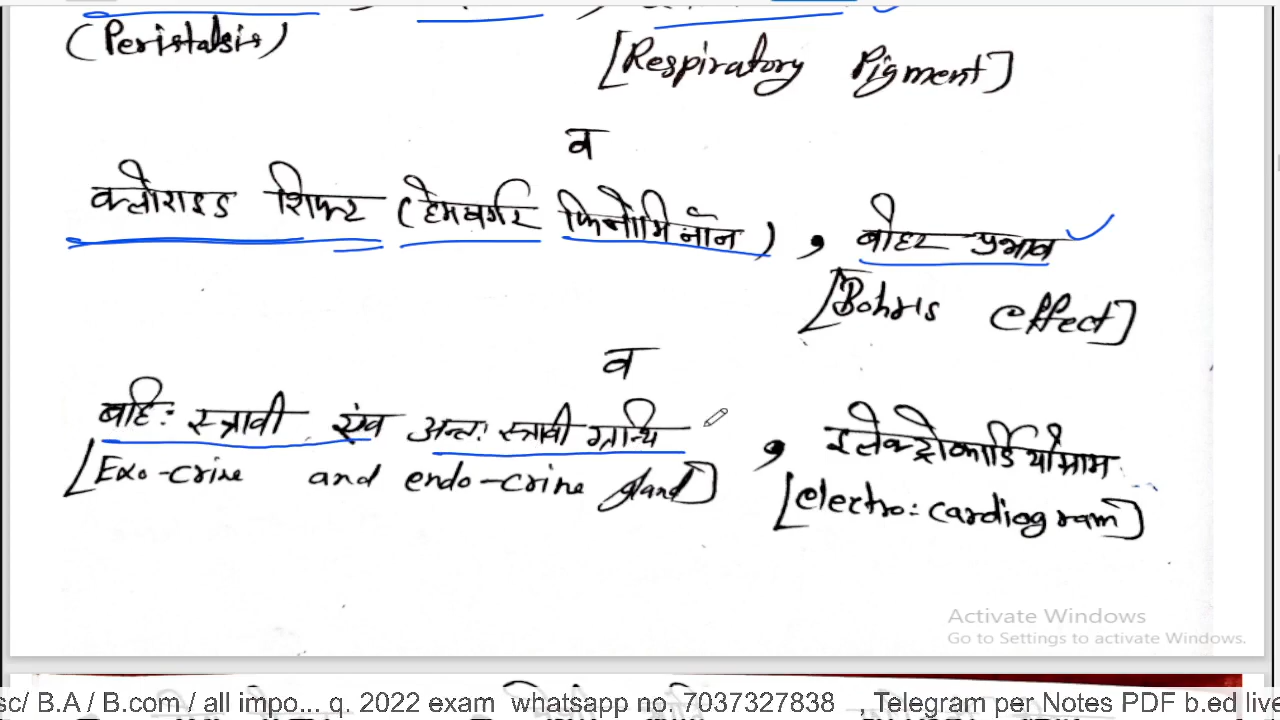 (Peristalsis)
[Respiratory Pigment]
व
क्लोराइड शिफ्ट (हेमबर्गर फिनोमिनॉन) , बोहर प्रभाव
[Bohris effect]
व
बहिः स्त्रावी एंव अन्तः स्त्रावी ग्रन्थि , इलेक्ट्रोकार्डियोग्राम
[Exo-crine and endo-crine gland] [electro:cardiogram]
Activate Windows
Go to Settings to activate Windows.
sc/ B.A / B.com / all impo... q. 2022 exam whatsapp no. 7037327838 , Telegram per Notes PDF b.ed live